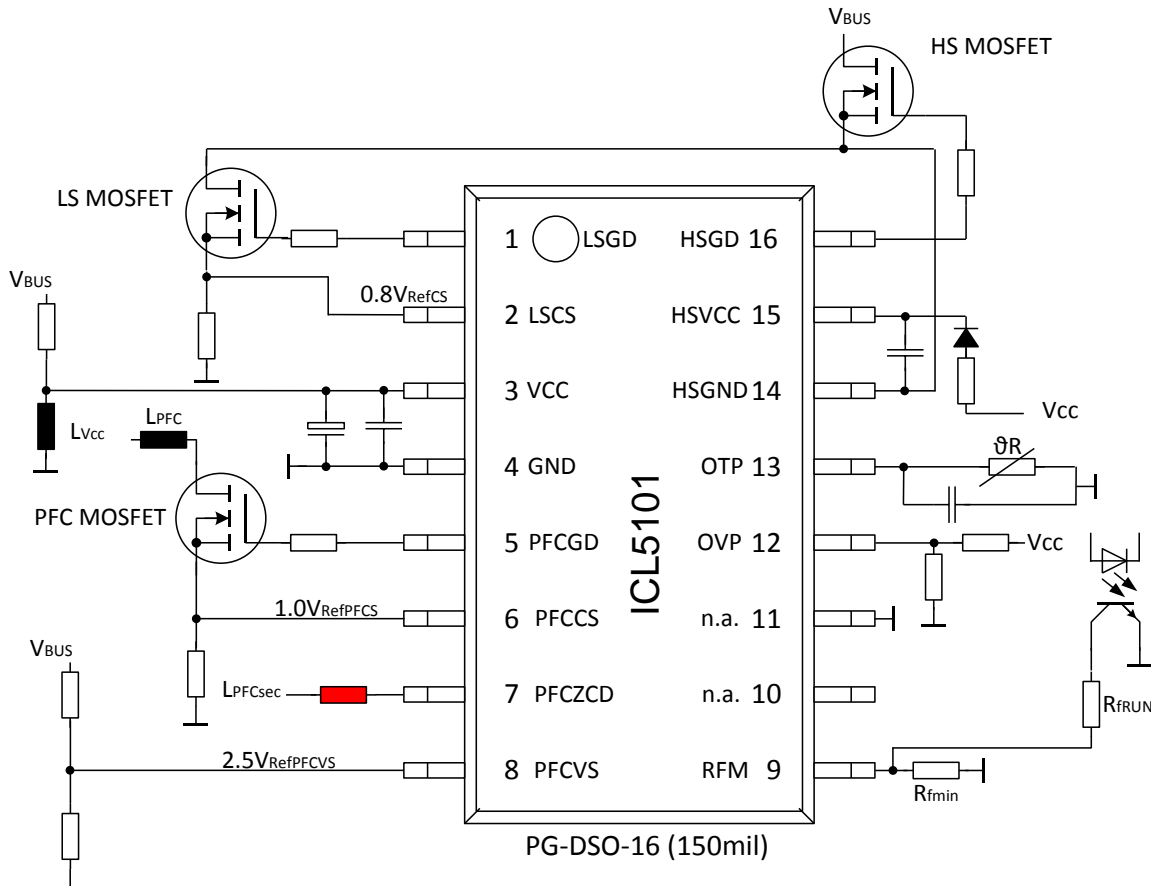 VBUS
HS MOSFET
LS MOSFET
1 LSGD
HSGD 16
VBUS
0.8VRefCS
2 LSCS
HSVCC 15
3 VCC
HSGND 14
Vcc
LVcc
LPFC
4 GND
OTP 13
ϑR
PFC MOSFET
5 PFCGD
OVP 12
Vcc
ICL5101
1.0VRefPFCS
6 PFCCS
n.a. 11
VBUS
LPFCsec
7 PFCZCD
n.a. 10
RfRUN
2.5VRefPFCVS
8 PFCVS
RFM 9
Rfmin
PG-DSO-16 (150mil)